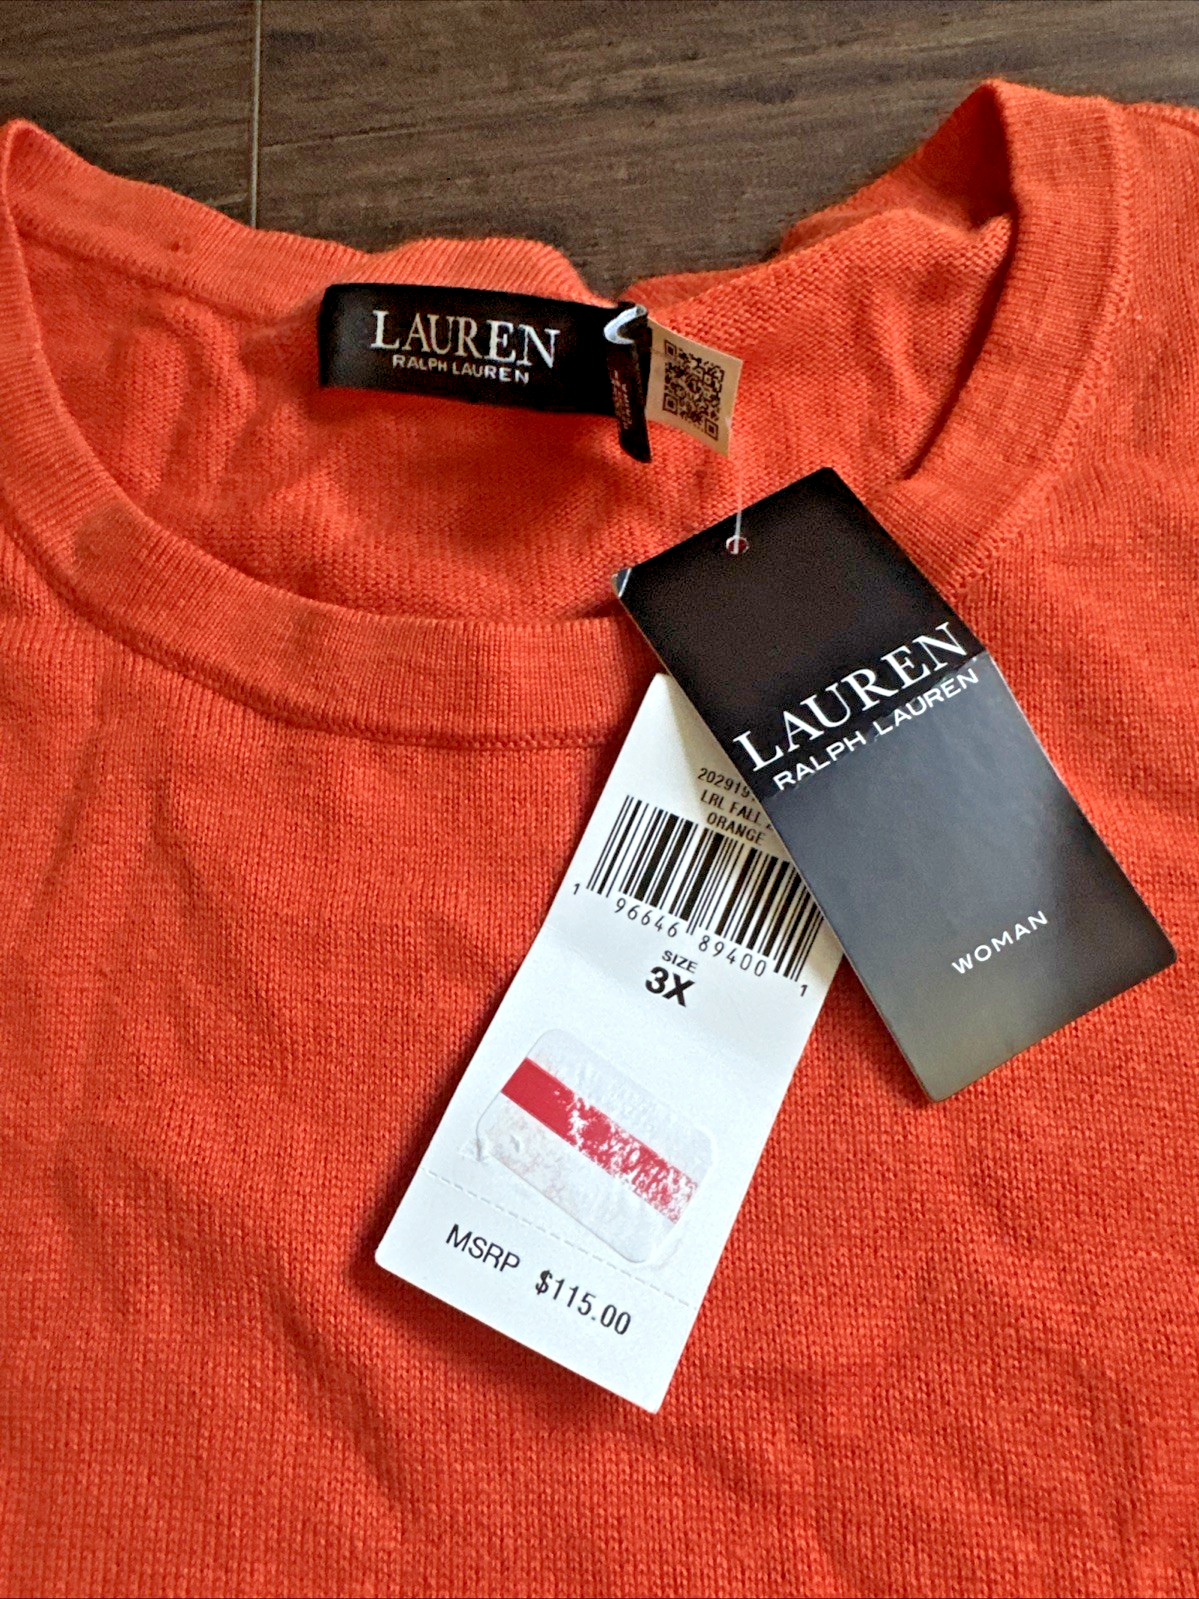 LAUREN
RALPH LAUREN
LAUREN
RALPH LAUREN
WOMAN
202919
LRL FALL
ORANGE
1 96646 89400 1
SIZE
3X
MSRP $115.00